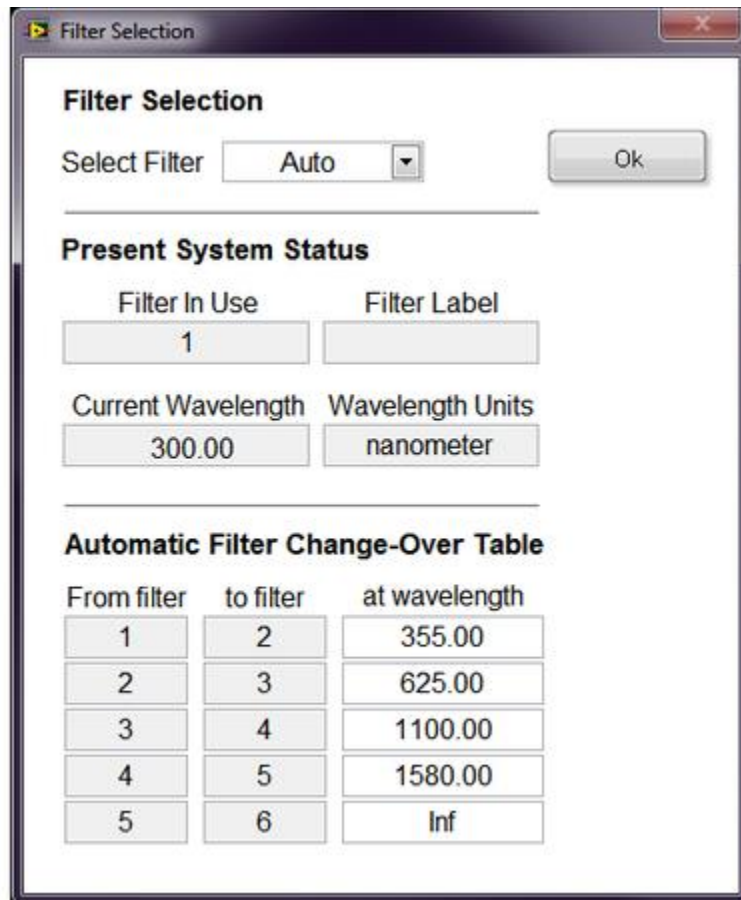 Filter Selection
Filter Selection
Select Filter Auto Ok
Present System Status
Filter In Use Filter Label
1
Current Wavelength Wavelength Units
300.00 nanometer
Automatic Filter Change-Over Table
From filter to filter at wavelength
1 2 355.00
2 3 625.00
3 4 1100.00
4 5 1580.00
5 6 Inf